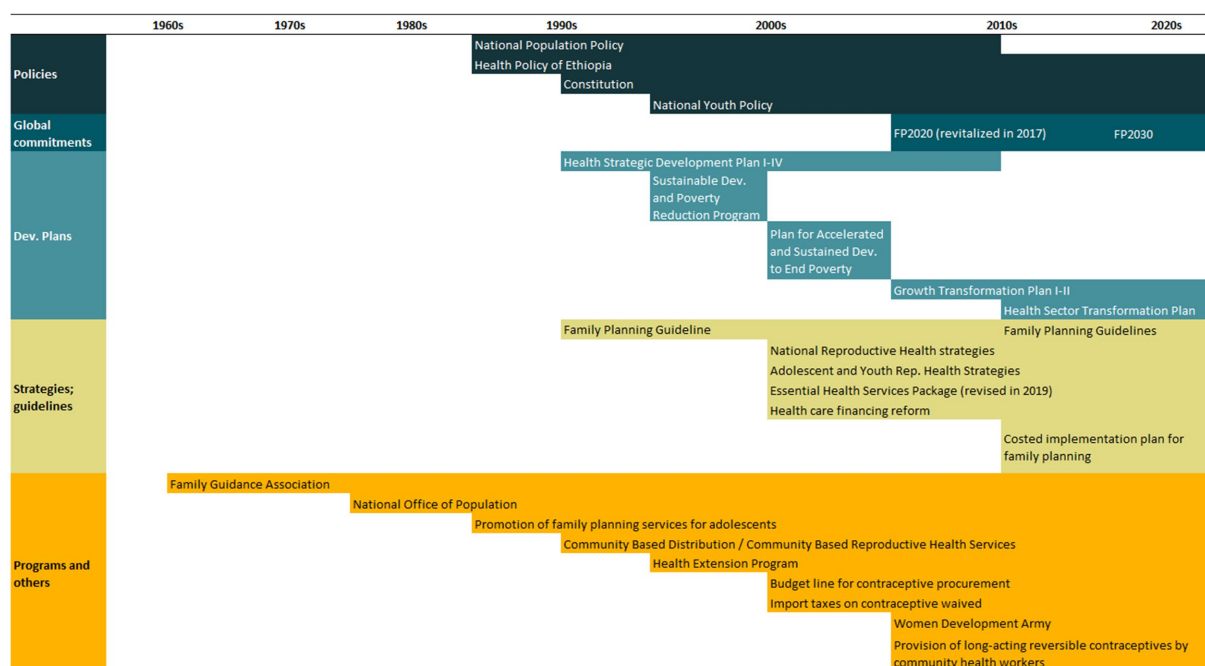 1960s 1970s 1980s 1990s 2000s 2010s 2020s
Policies
National Population Policy
Health Policy of Ethiopia
Constitution
National Youth Policy
Global
commitments
FP2020 (revitalized in 2017) FP2030
Dev. Plans
Health Strategic Development Plan I-IV
Sustainable Dev.
and Poverty
Reduction Program
Plan for Accelerated
and Sustained Dev.
to End Poverty
Growth Transformation Plan I-II
Health Sector Transformation Plan
Strategies;
guidelines
Family Planning Guideline Family Planning Guidelines
National Reproductive Health strategies
Adolescent and Youth Rep. Health Strategies
Essential Health Services Package (revised in 2019)
Health care financing reform
Costed implementation plan for
family planning
Programs and
others
Family Guidance Association
National Office of Population
Promotion of family planning services for adolescents
Community Based Distribution / Community Based Reproductive Health Services
Health Extension Program
Budget line for contraceptive procurement
Import taxes on contraceptive waived
Women Development Army
Provision of long-acting reversible contraceptives by
community health workers